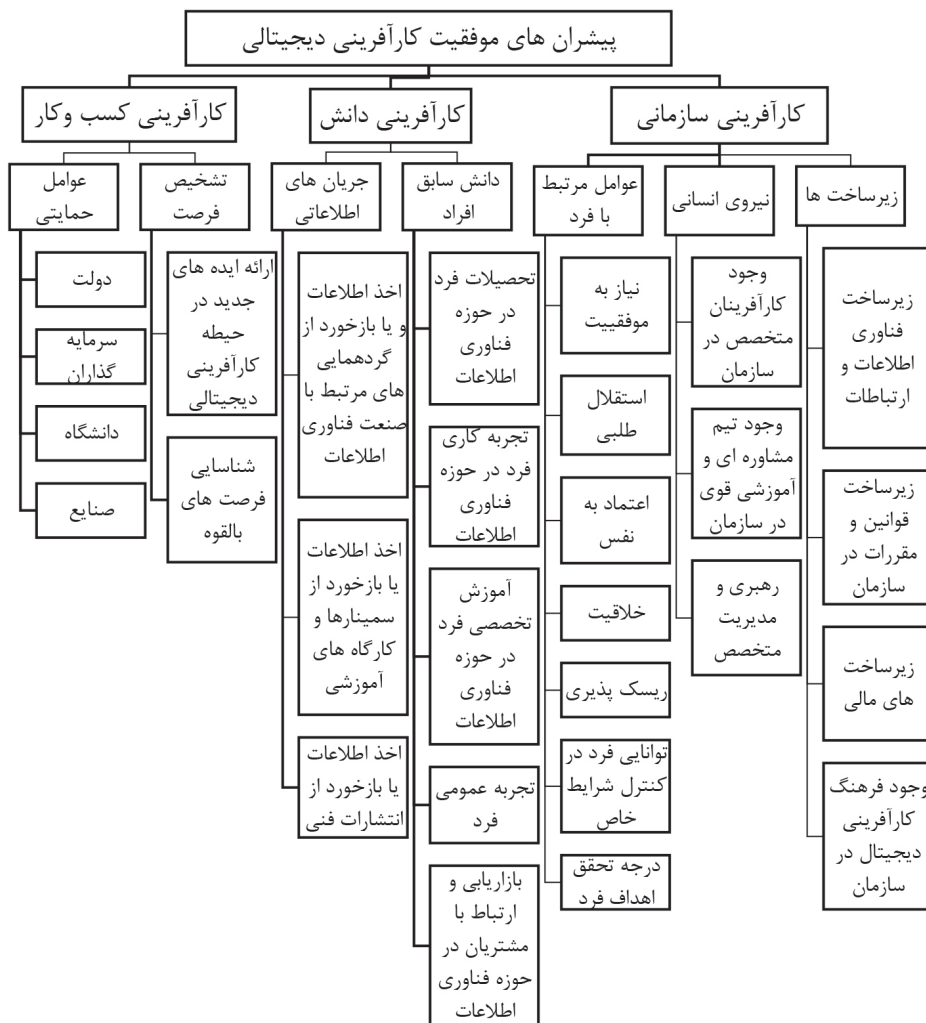 پیشران های موفقیت کارآفرینی دیجیتالی
کارآفرینی سازمانی
کارآفرینی دانش
کارآفرینی کسب وکار
زیرساخت ها
زیرساخت
فناوری
اطلاعات و
ارتباطات
زیرساخت
قوانین و
مقررات در
سازمان
زیرساخت
های مالی
وجود فرهنگ
کارآفرینی
دیجیتال در
سازمان
نیروی انسانی
وجود
کارآفرینان
متخصص در
سازمان
وجود تیم
مشاوره ای و
آموزشی قوی
در سازمان
رهبری و
مدیریت
متخصص
عوامل مرتبط
با فرد
نیاز به
موفقییت
استقلال
طلبی
اعتماد به
نفس
خلاقیت
ریسک پذیری
توانایی فرد در
کنترل شرایط
خاص
درجه تحقق
اهداف فرد
دانش سابق
افراد
تحصیلات فرد
در حوزه
فناوری
اطلاعات
تجربه کاری
فرد در حوزه
فناوری
اطلاعات
آموزش
تخصصی فرد
در حوزه
فناوری
اطلاعات
تجربه عمومی
فرد
بازاریابی و
ارتباط با
مشتریان در
حوزه فناوری
اطلاعات
جریان های
اطلاعاتی
اخذ اطلاعات
و یا بازخورد از
گردهمایی
های مرتبط با
صنعت فناوری
اطلاعات
اخذ اطلاعات
یا بازخورد از
سمینارها و
کارگاه های
آموزشی
اخذ اطلاعات
یا بازخورد از
انتشارات فنی
تشخیص
فرصت
ارائه ایده های
جدید در
حیطه
کارآفرینی
دیجیتالی
شناسایی
فرصت های
بالقوه
عوامل
حمایتی
دولت
سرمایه
گذاران
دانشگاه
صنایع